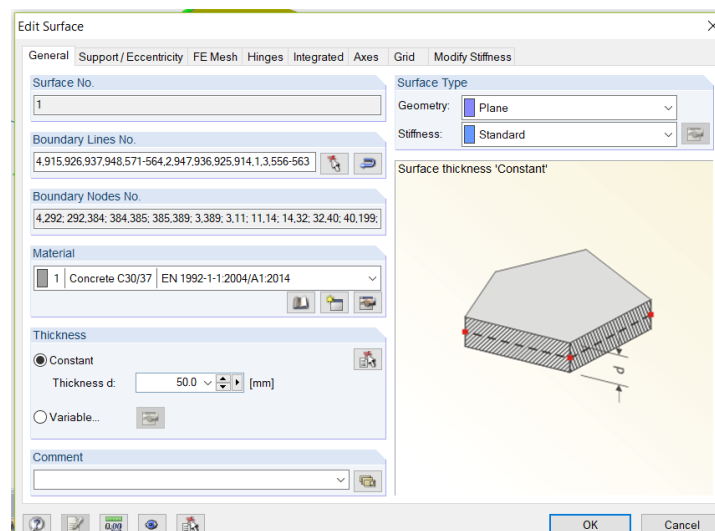 Edit Surface
General Support / Eccentricity FE Mesh Hinges Integrated Axes Grid Modify Stiffness
Surface No.
1
Boundary Lines No.
4,915,926,937,948,571-564,2,947,936,925,914,1,3,556-563
Boundary Nodes No.
4,292; 292,384; 384,385; 385,389; 3,389; 3,11; 11,14; 14,32; 32,40; 40,199;
Material
1 Concrete C30/37 EN 1992-1-1:2004/A1:2014
Thickness
Constant
Thickness d: 50.0 [mm]
Variable...
Comment
Surface Type
Geometry: Plane
Stiffness: Standard
Surface thickness 'Constant'
d
0.00
OK Cancel